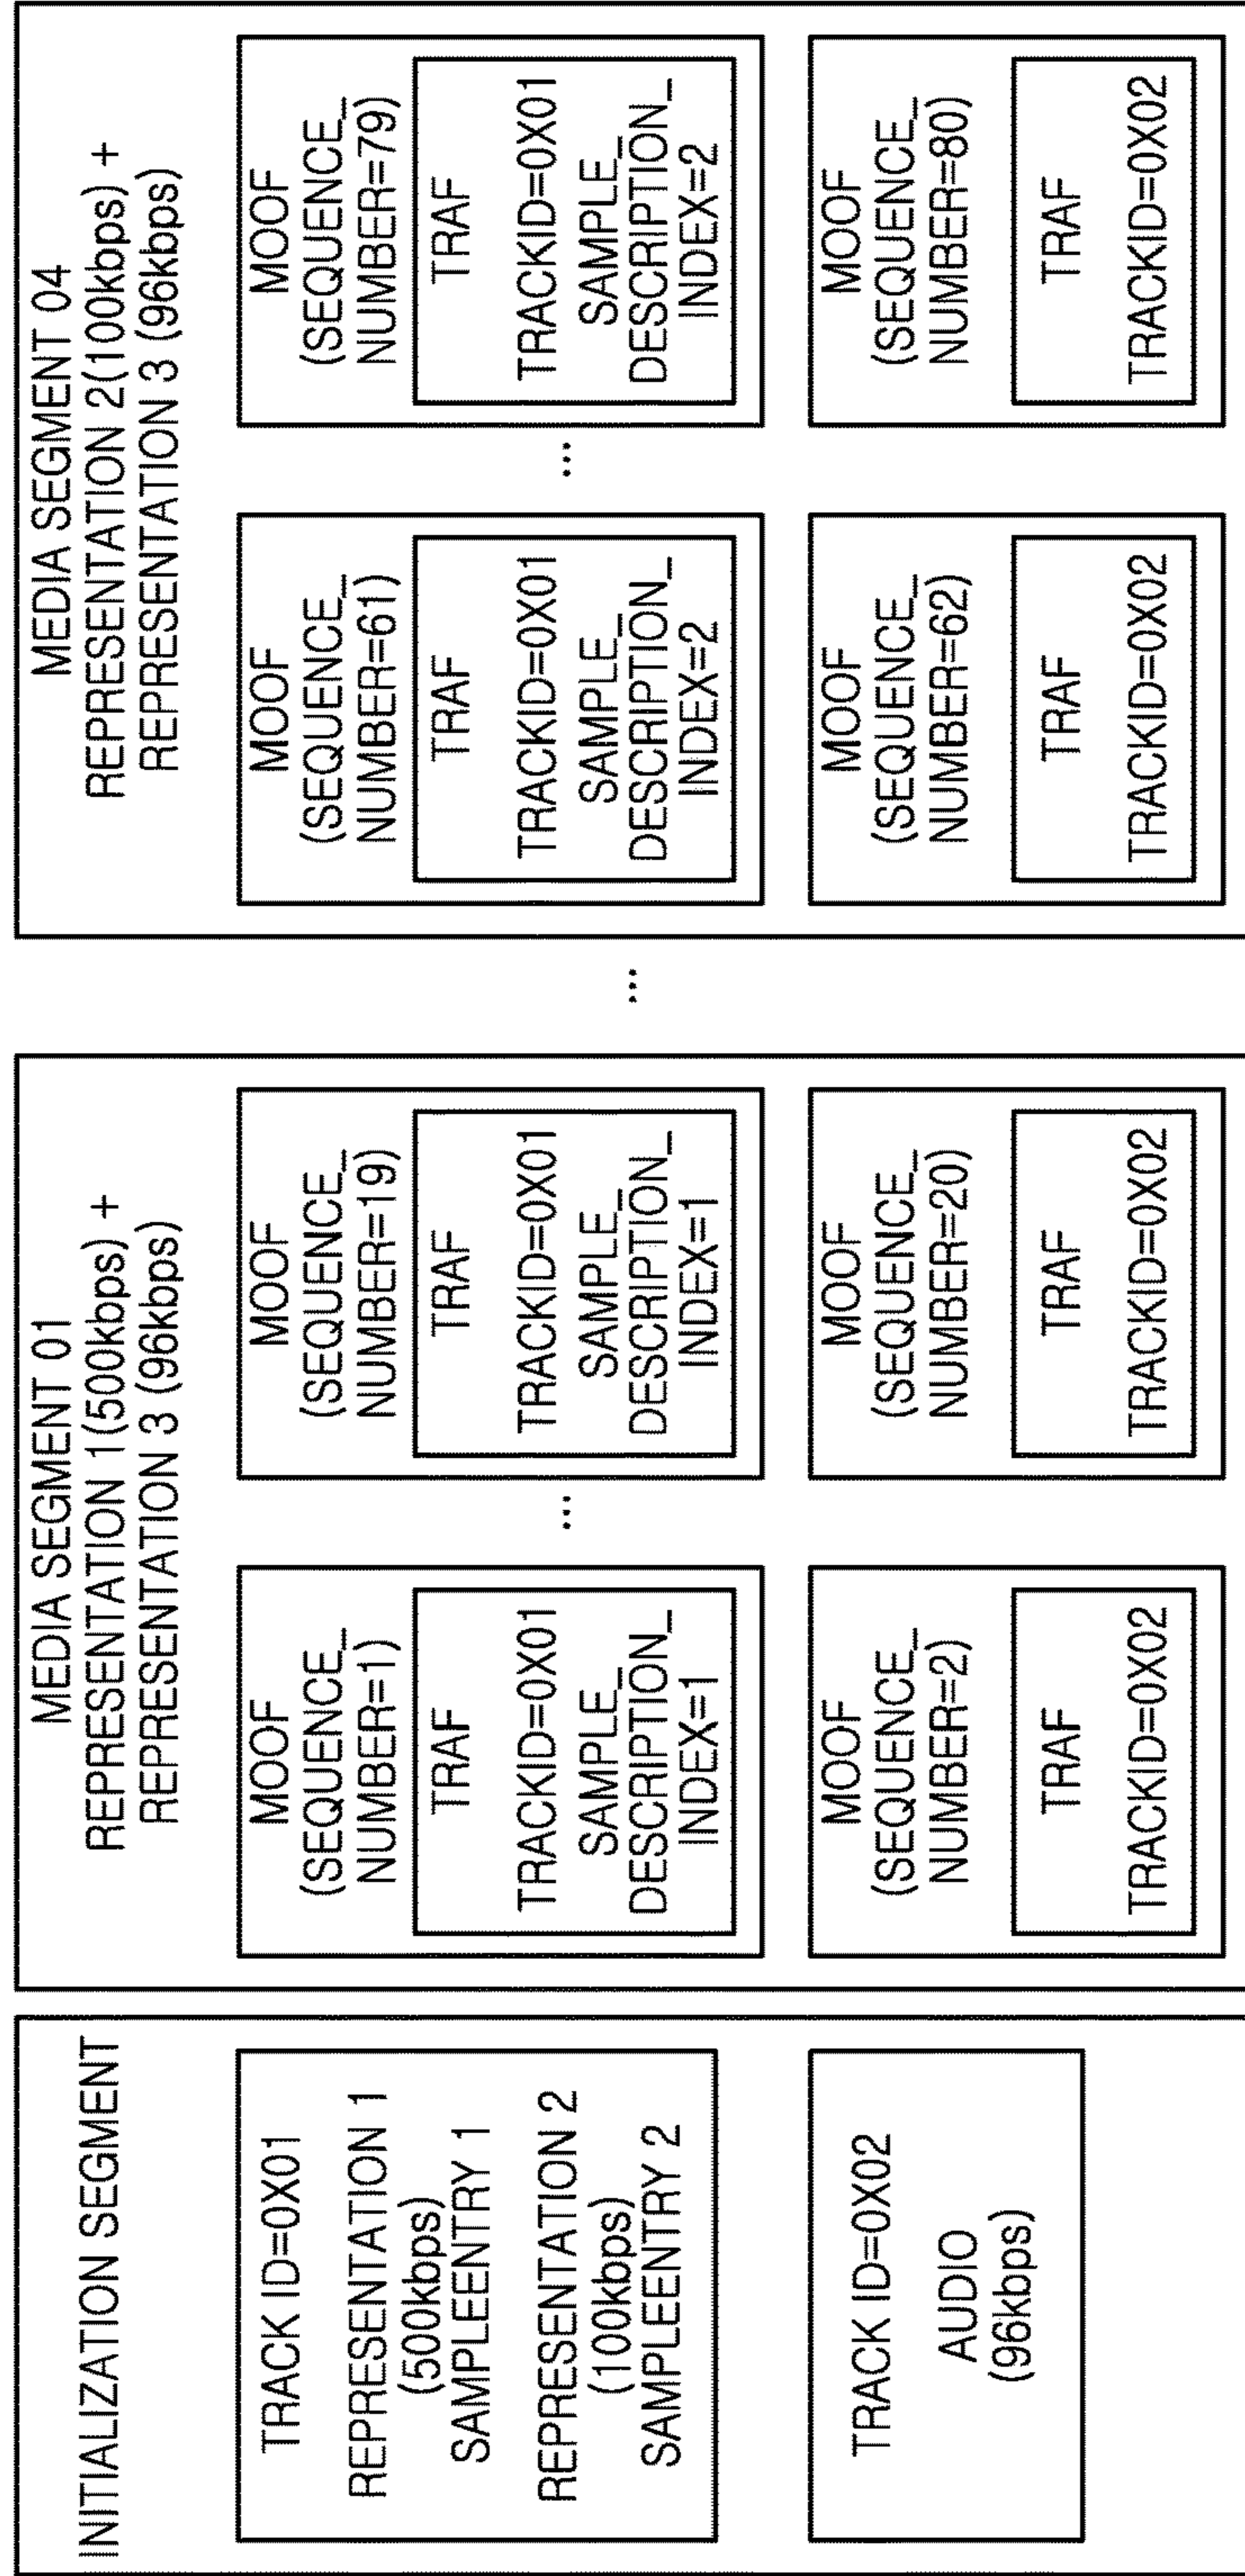 INITIALIZATION SEGMENT
TRACK ID=0X01
REPRESENTATION 1
(500kbps)
SAMPLEENTRY 1
REPRESENTATION 2
(100kbps)
SAMPLEENTRY 2
TRACK ID=0X02
AUDIO
(96kbps)
MEDIA SEGMENT 01
REPRESENTATION 1(500kbps) +
REPRESENTATION 3 (96kbps)
MOOF
(SEQUENCE_
NUMBER=1)
TRAF
TRACKID=0X01
SAMPLE_
DESCRIPTION_
INDEX=1
...
MOOF
(SEQUENCE_
NUMBER=19)
TRAF
TRACKID=0X01
SAMPLE_
DESCRIPTION_
INDEX=1
MOOF
(SEQUENCE_
NUMBER=2)
TRAF
TRACKID=0X02
MOOF
(SEQUENCE_
NUMBER=20)
TRAF
TRACKID=0X02
...
MEDIA SEGMENT 04
REPRESENTATION 2(100kbps) +
REPRESENTATION 3 (96kbps)
MOOF
(SEQUENCE_
NUMBER=61)
TRAF
TRACKID=0X01
SAMPLE_
DESCRIPTION_
INDEX=2
...
MOOF
(SEQUENCE_
NUMBER=79)
TRAF
TRACKID=0X01
SAMPLE_
DESCRIPTION_
INDEX=2
MOOF
(SEQUENCE_
NUMBER=62)
TRAF
TRACKID=0X02
MOOF
(SEQUENCE_
NUMBER=80)
TRAF
TRACKID=0X02